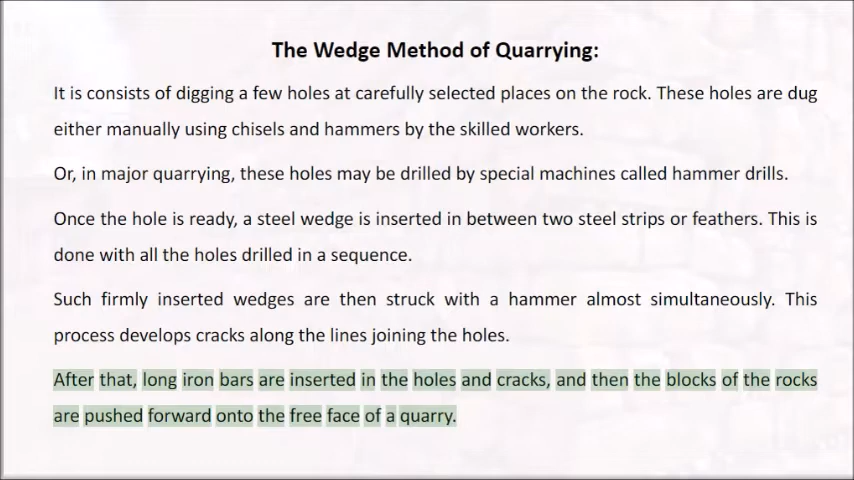 The Wedge Method of Quarrying:
It is consists of digging a few holes at carefully selected places on the rock. These holes are dug
either manually using chisels and hammers by the skilled workers.
Or, in major quarrying, these holes may be drilled by special machines called hammer drills.
Once the hole is ready, a steel wedge is inserted in between two steel strips or feathers. This is
done with all the holes drilled in a sequence.
Such firmly inserted wedges are then struck with a hammer almost simultaneously. This
process develops cracks along the lines joining the holes.
After that, long iron bars are inserted in the holes and cracks, and then the blocks of the rocks
are pushed forward onto the free face of a quarry.